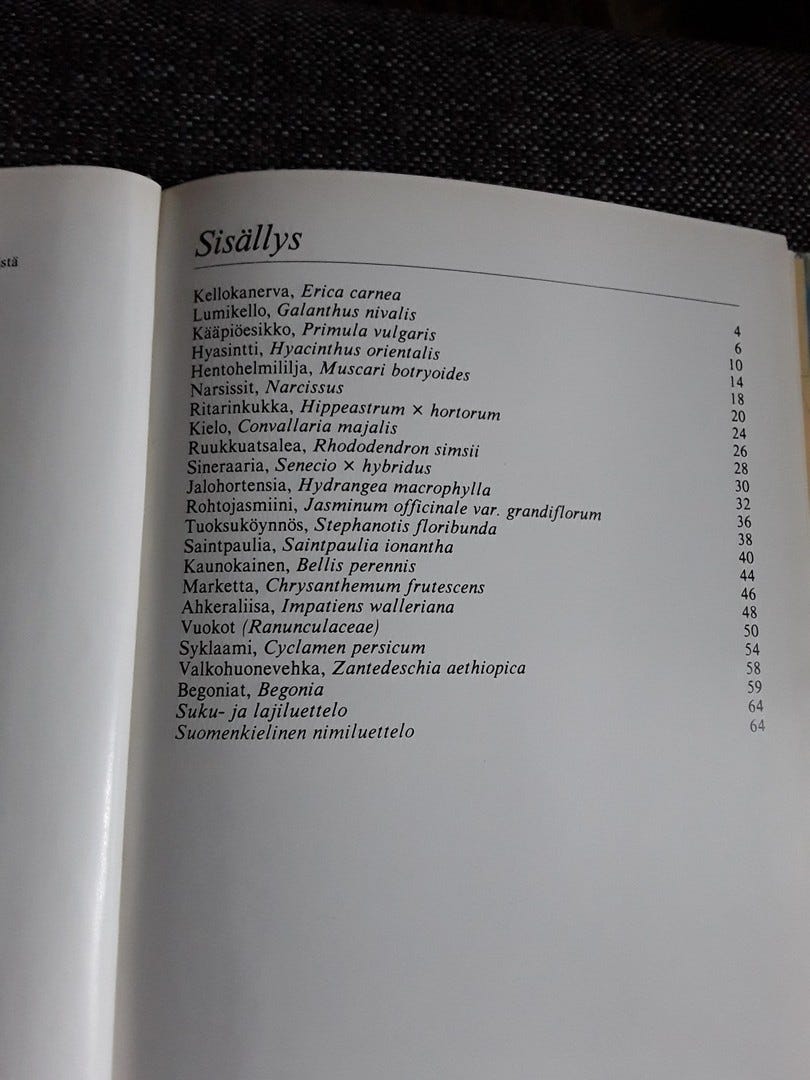 stä
Sisällys
Kellokanerva, Erica carnea 4
Lumikello, Galanthus nivalis 6
Kääpiöesikko, Primula vulgaris 10
Hyasintti, Hyacinthus orientalis 14
Hentohelmililja, Muscari botryoides 18
Narsissit, Narcissus 20
Ritarinkukka, Hippeastrum × hortorum 24
Kielo, Convallaria majalis 26
Ruukkuatsalea, Rhododendron simsii 28
Sineraaria, Senecio × hybridus 30
Jalohortensia, Hydrangea macrophylla 32
Rohtojasmiini, Jasminum officinale var. grandiflorum 36
Tuoksuköynnös, Stephanotis floribunda 38
Saintpaulia, Saintpaulia ionantha 40
Kaunokainen, Bellis perennis 44
Marketta, Chrysanthemum frutescens 46
Ahkeraliisa, Impatiens walleriana 48
Vuokot (Ranunculaceae) 50
Syklaami, Cyclamen persicum 54
Valkohuonevehka, Zantedeschia aethiopica 58
Begoniat, Begonia 59
Suku- ja lajiluettelo 64
Suomenkielinen nimiluettelo 64